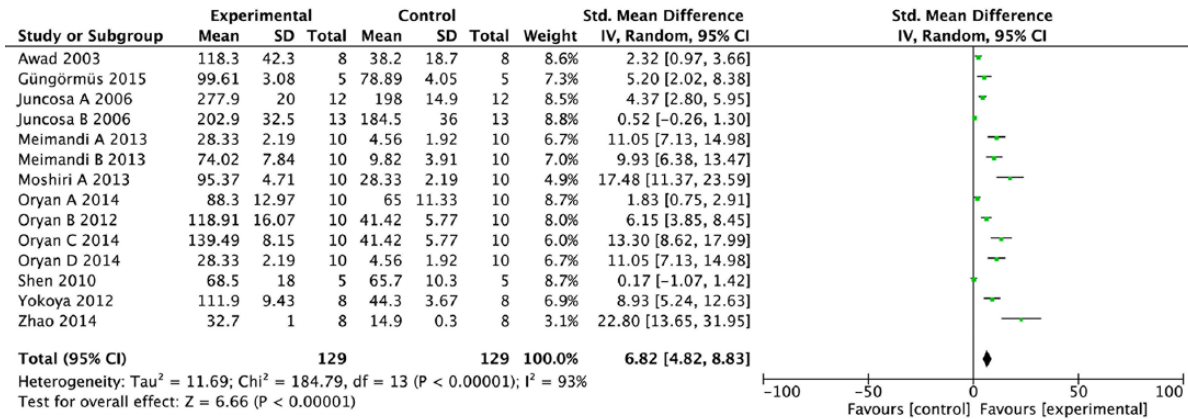 Experimental Control Std. Mean Difference Std. Mean Difference
Study or Subgroup Mean SD Total Mean SD Total Weight IV, Random, 95% CI IV, Random, 95% CI
Awad 2003 118.3 42.3 8 38.2 18.7 8 8.6% 2.32 [0.97, 3.66]
Güngörmüs 2015 99.61 3.08 5 78.89 4.05 5 7.3% 5.20 [2.02, 8.38]
Juncosa A 2006 277.9 20 12 198 14.9 12 8.5% 4.37 [2.80, 5.95]
Juncosa B 2006 202.9 32.5 13 184.5 36 13 9.0% 0.52 [-0.26, 1.30]
Meimandi A 2013 28.33 2.19 10 4.56 1.92 10 6.7% 11.05 [7.13, 14.98]
Meimandi B 2013 74.02 7.84 10 9.82 3.91 10 7.0% 9.93 [6.38, 13.47]
Moshiri A 2013 95.37 4.71 10 28.33 2.19 10 4.9% 17.48 [11.37, 23.59]
Oryan A 2014 88.3 12.97 10 65 11.33 10 8.7% 1.83 [0.75, 2.91]
Oryan B 2012 118.91 16.07 10 41.42 5.77 10 8.0% 6.15 [3.85, 8.45]
Oryan C 2014 139.49 8.15 10 41.42 5.77 10 6.0% 13.30 [8.62, 17.99]
Oryan D 2014 28.33 2.19 10 4.56 1.92 10 6.7% 11.05 [7.13, 14.98]
Shen 2010 68.5 18 5 65.7 10.3 5 8.7% 0.17 [-1.07, 1.42]
Yokoya 2012 111.9 9.43 8 44.3 3.67 8 6.9% 8.93 [5.24, 12.63]
Zhao 2014 32.7 1 8 14.9 0.3 8 3.1% 22.80 [13.65, 31.95]
Total (95% CI) 129 129 100.0% 6.82 [4.82, 8.83]
Heterogeneity: Tau² = 11.69; Chi² = 184.79, df = 13 (P < 0.00001); I² = 93%
Test for overall effect: Z = 6.66 (P < 0.00001)
-100 -50 0 50 100
Favours [control] Favours [experimental]